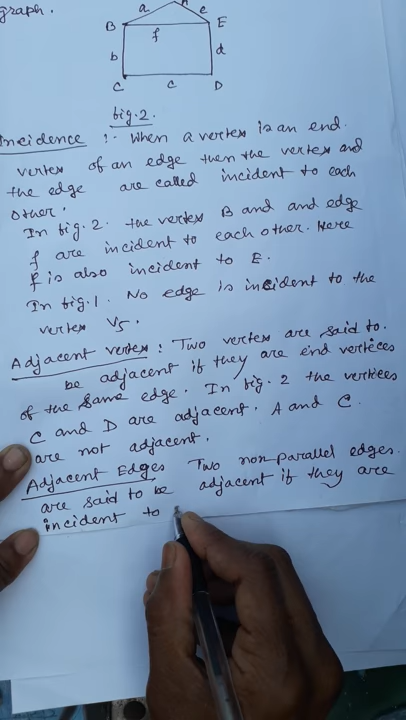 graph.
a
e
B
E
f
b
d
C
c
D
fig.2.
Incidence :- When a vertex is an end.
vertex of an edge then the vertex and
the edge are called incident to each
other.
In fig. 2. the vertex B and and edge
f are incident to each other. Here
f is also incident to E.
In fig.1. No edge is incident to the
vertex V5.
Adjacent vertex : Two vertex are said to.
be adjacent if they are end vertices
of the same edge. In fig. 2 the vertices
C and D are adjacent. A and C.
are not adjacent.
Adjacent Edges Two non-parallel edges.
are said to be adjacent if they are
incident to